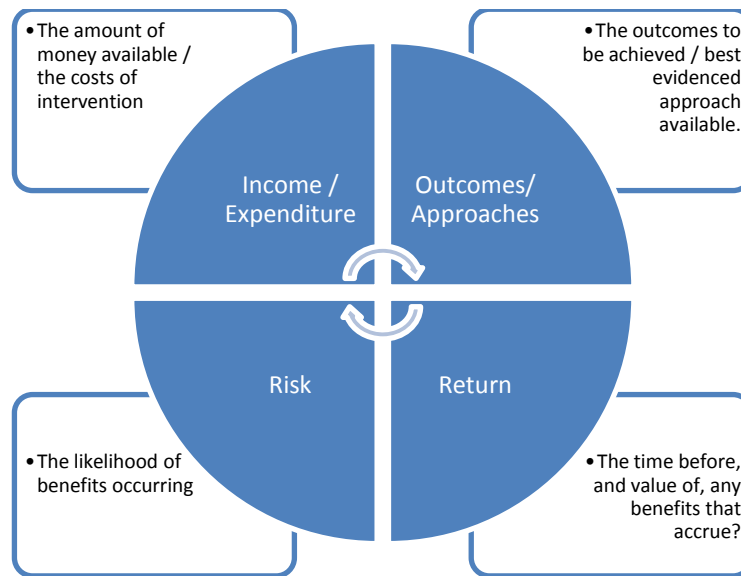 •The amount of
money available /
the costs of
intervention
•The outcomes to
be achieved / best
evidenced
approach
available.
Income /
Expenditure
Outcomes/
Approaches
Risk
Return
•The likelihood of
benefits occurring
•The time before,
and value of, any
benefits that
accrue?